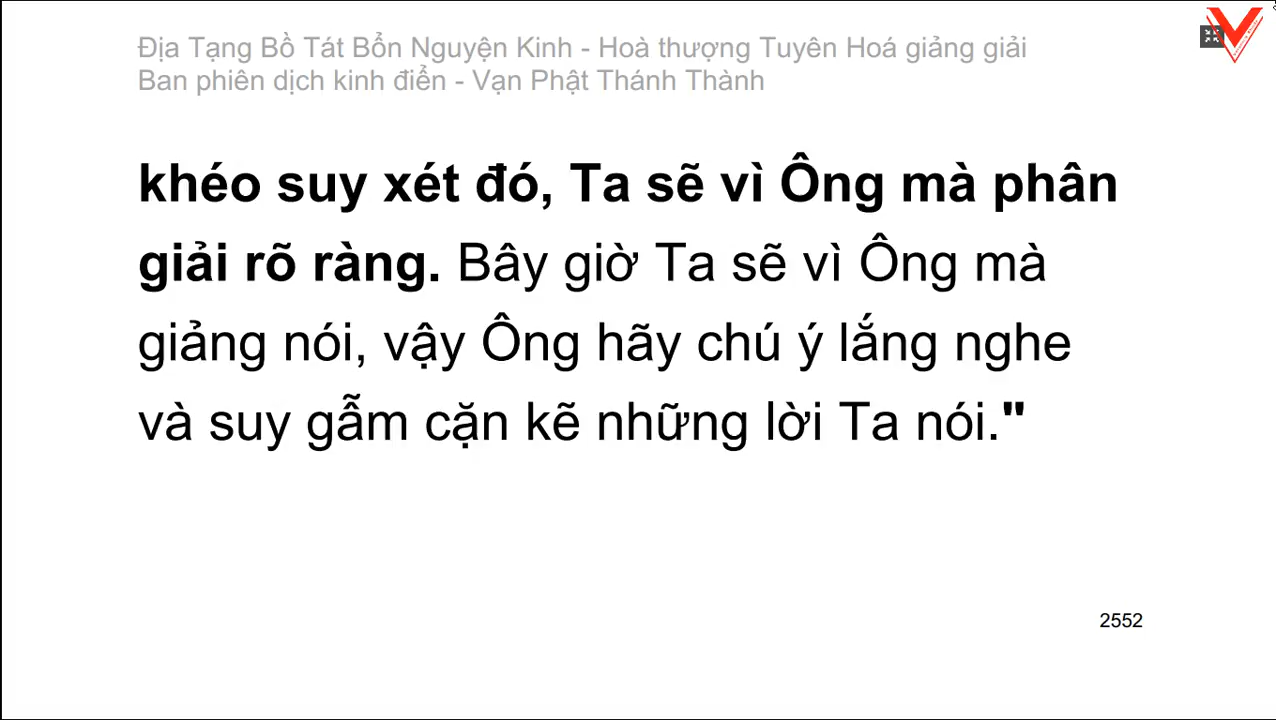 Địa Tạng Bồ Tát Bổn Nguyện Kinh - Hoà thượng Tuyên Hoá giảng giải
Ban phiên dịch kinh điển - Vạn Phật Thánh Thành
khéo suy xét đó, Ta sẽ vì Ông mà phân
giải rõ ràng. Bây giờ Ta sẽ vì Ông mà
giảng nói, vậy Ông hãy chú ý lắng nghe
và suy gẫm cặn kẽ những lời Ta nói."
2552